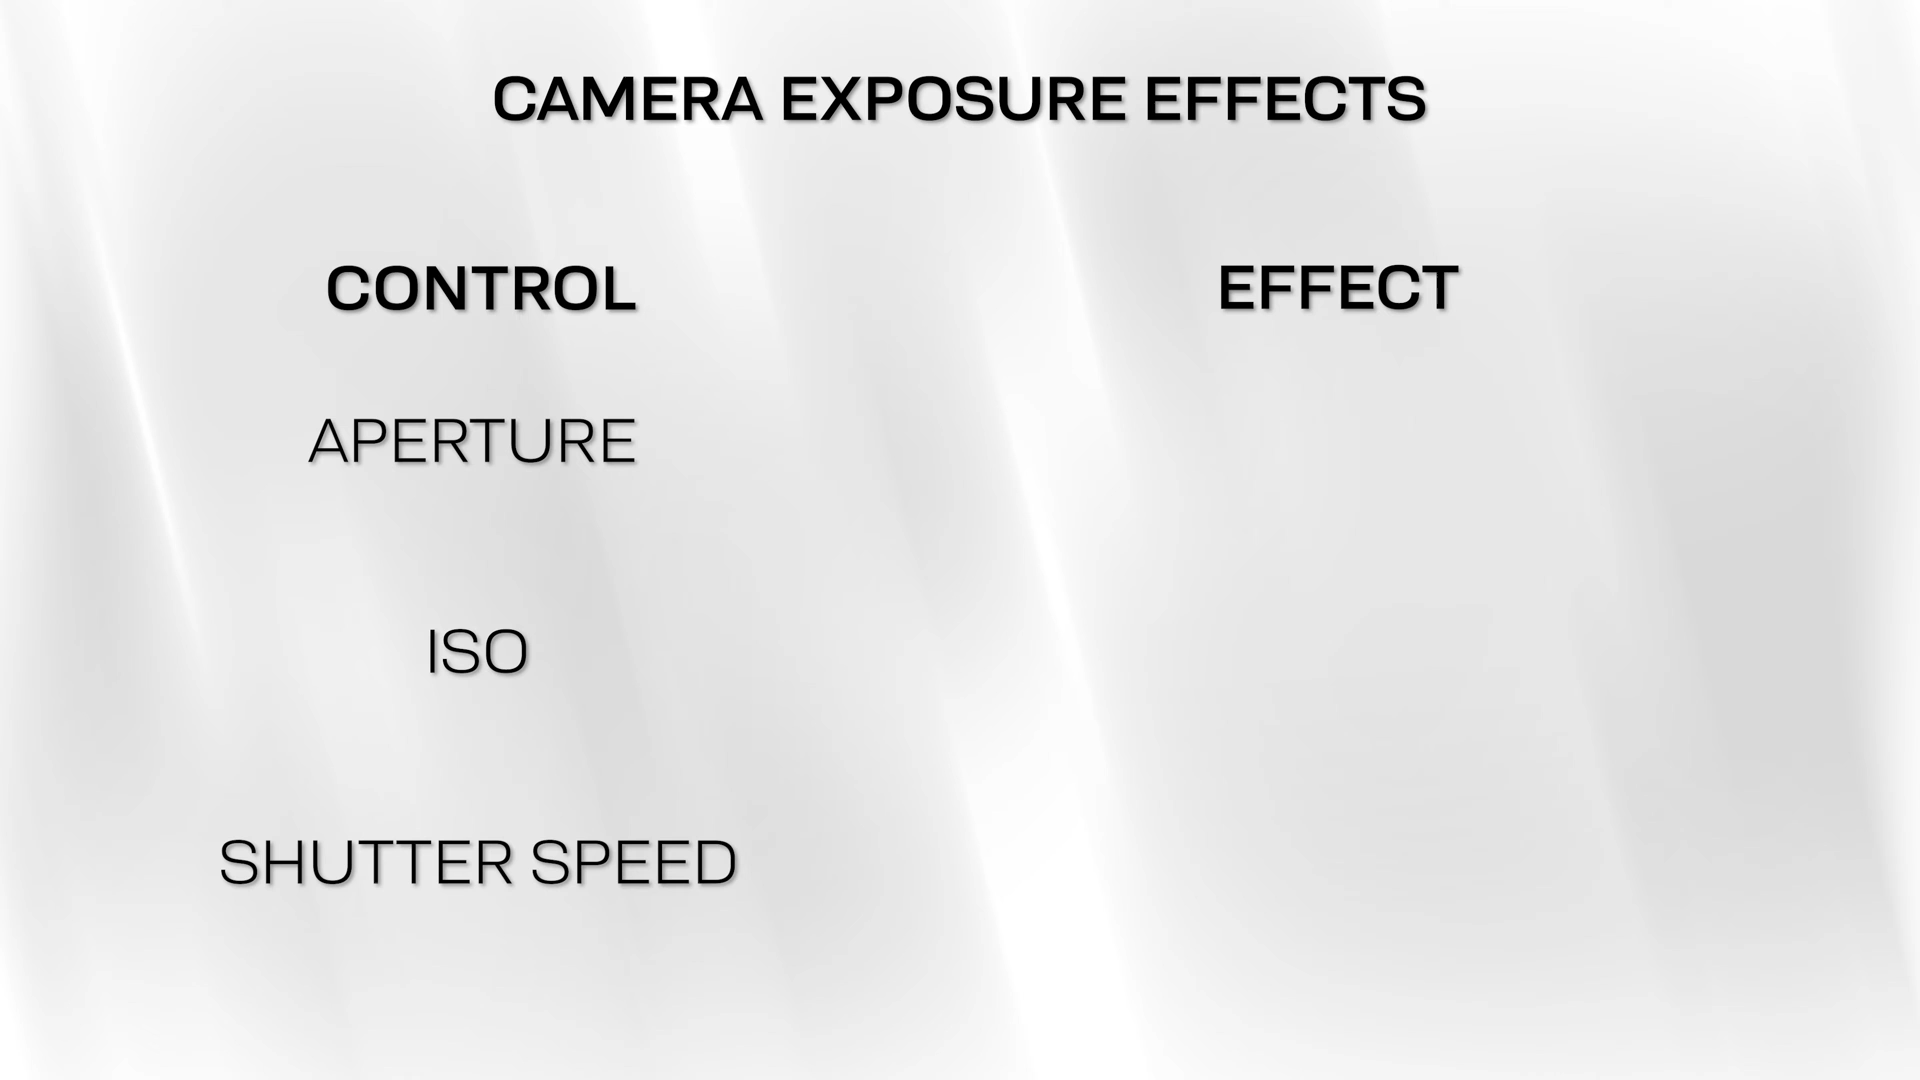 CAMERA EXPOSURE EFFECTS
CONTROL
EFFECT
APERTURE
ISO
SHUTTER SPEED